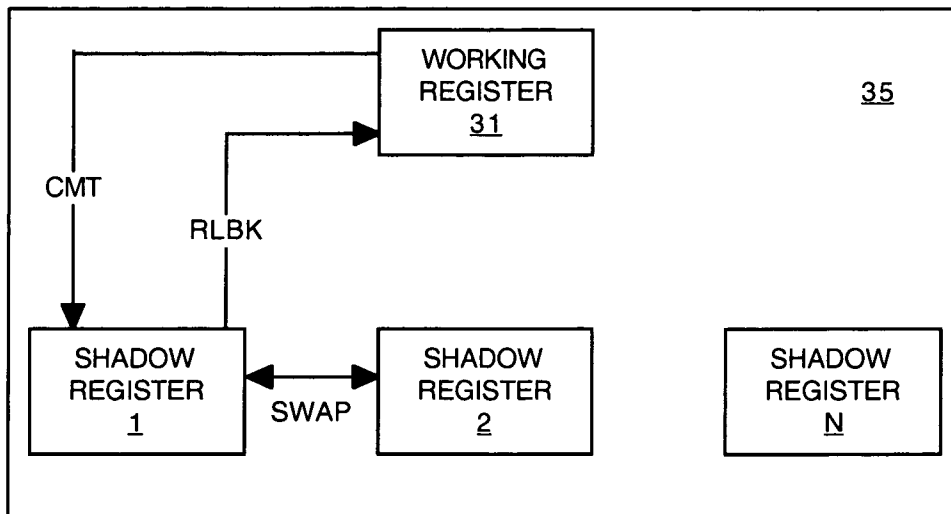 WORKING
REGISTER
31
35
CMT
RLBK
SHADOW
REGISTER
1
SWAP
SHADOW
REGISTER
2
SHADOW
REGISTER
N